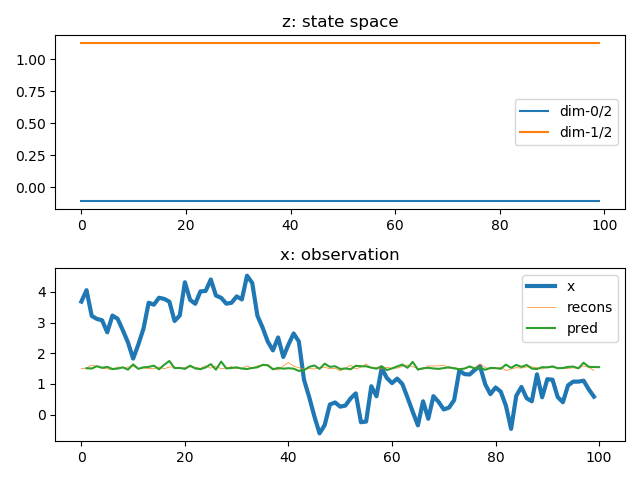 z: state space
1.00
0.75
0.50
0.25
0.00
dim-0/2
dim-1/2
0 20 40 60 80 100
x: observation
4
3
2
1
0
x
recons
pred
0 20 40 60 80 100